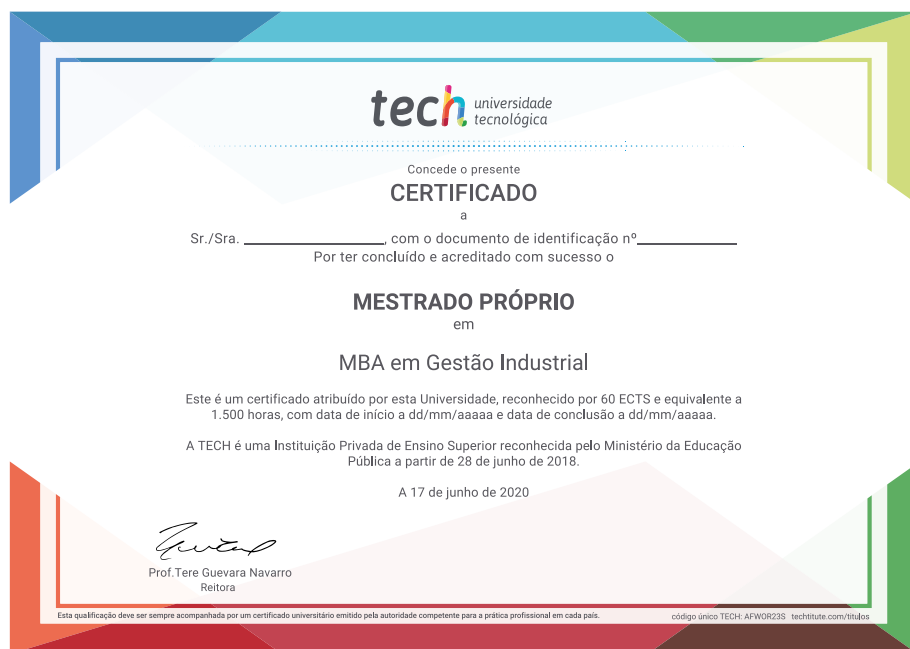 tech universidade
tecnológica
Concede o presente
CERTIFICADO
a
Sr./Sra. ____________, com o documento de identificação nº____________
Por ter concluído e acreditado com sucesso o
MESTRADO PRÓPRIO
em
MBA em Gestão Industrial
Este é um certificado atribuído por esta Universidade, reconhecido por 60 ECTS e equivalente a
1.500 horas, com data de início a dd/mm/aaaaa e data de conclusão a dd/mm/aaaaa.
A TECH é uma Instituição Privada de Ensino Superior reconhecida pelo Ministério da Educação
Pública a partir de 28 de junho de 2018.
A 17 de junho de 2020
Prof.Tere Guevara Navarro
Reitora
Esta qualificação deve ser sempre acompanhada por um certificado universitário emitido pela autoridade competente para a prática profissional em cada país.
código único TECH: AFWOR23S techtitute.com/titulos